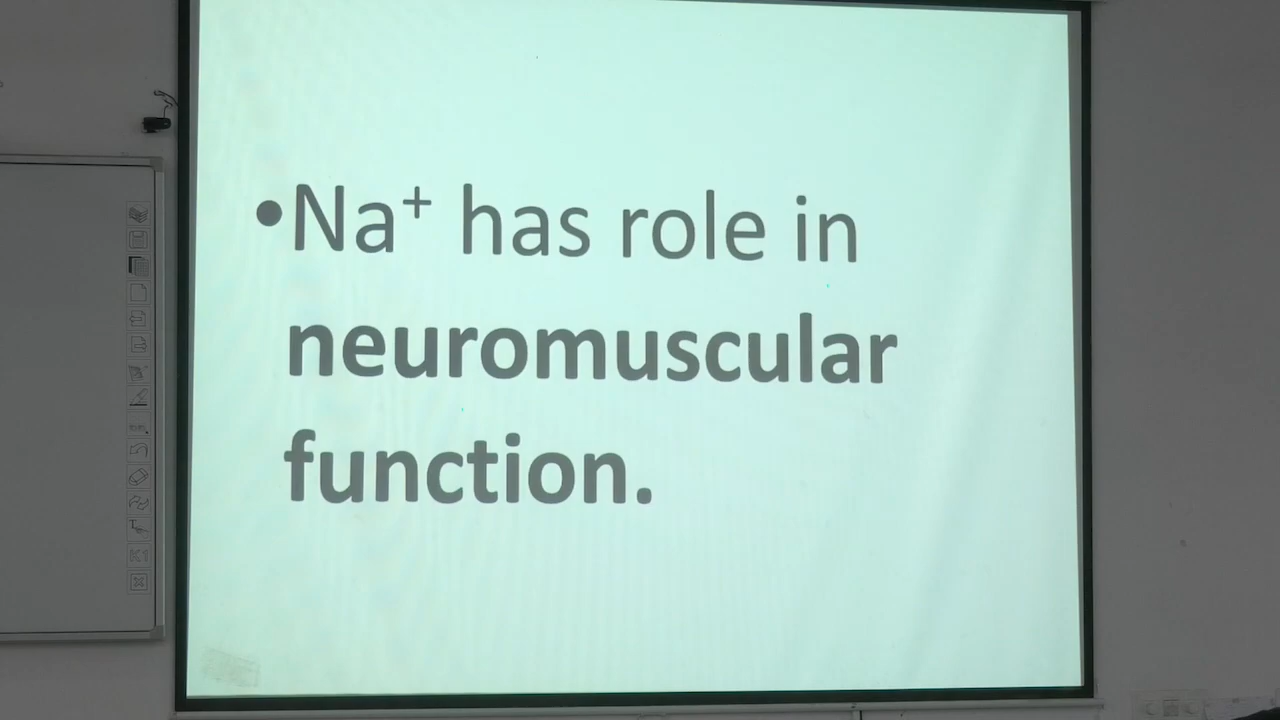 •Na⁺ has role in
neuromuscular
function.